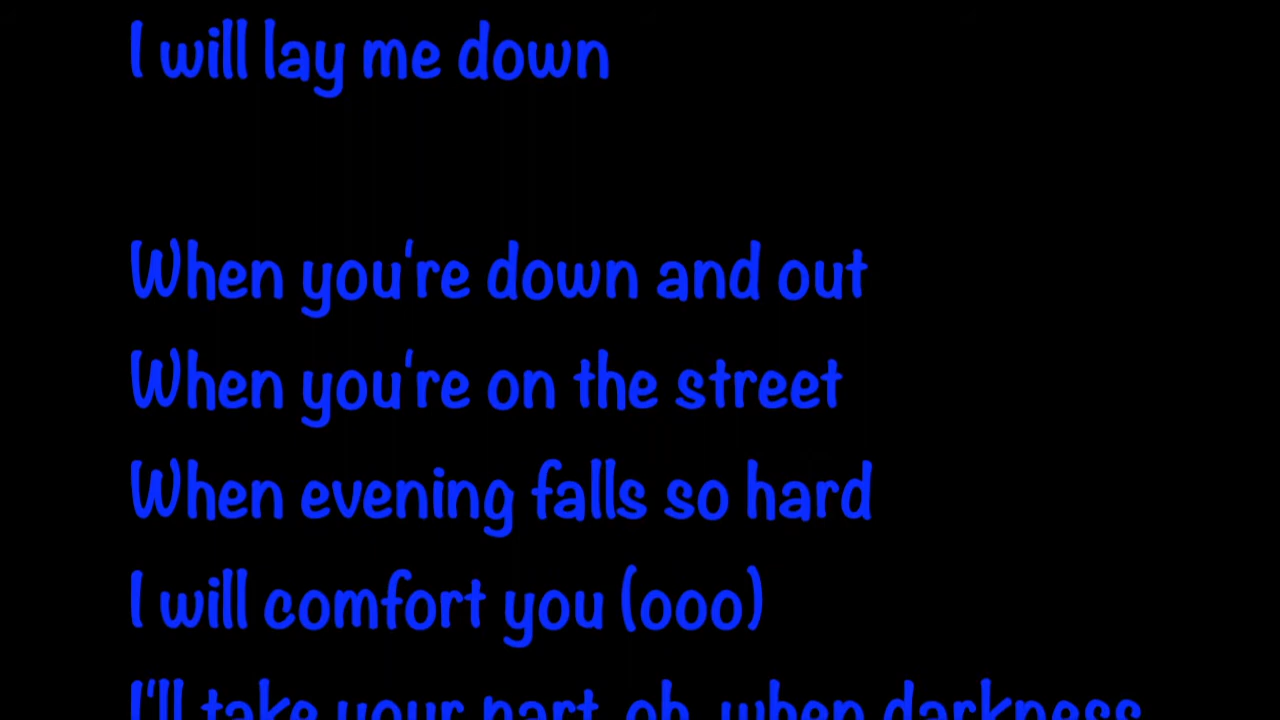 I will lay me down
When you're down and out
When you're on the street
When evening falls so hard
I will comfort you (ooo)
I'll take your part, oh, when darkness